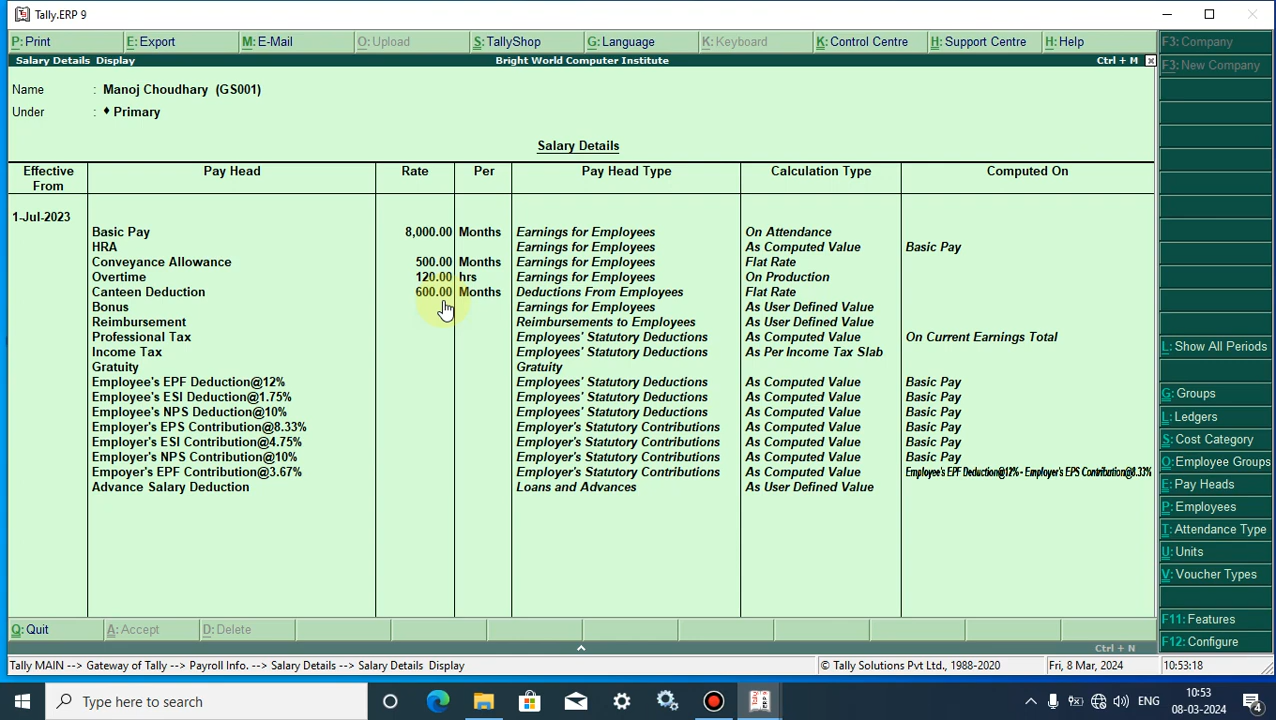 Tally.ERP 9
P: Print E: Export M: E-Mail O: Upload S: TallyShop G: Language K: Keyboard K: Control Centre H: Support Centre H: Help F3: Company
Salary Details Display Bright World Computer Institute Ctrl + M
F3: New Company
Name : Manoj Choudhary (GS001)
Under : ♦ Primary
Salary Details
Effective From Pay Head Rate Per Pay Head Type Calculation Type Computed On
1-Jul-2023
Basic Pay 8,000.00 Months Earnings for Employees On Attendance
HRA Earnings for Employees As Computed Value Basic Pay
Conveyance Allowance 500.00 Months Earnings for Employees Flat Rate
Overtime 120.00 hrs Earnings for Employees On Production
Canteen Deduction 600.00 Months Deductions From Employees Flat Rate
Bonus Earnings for Employees As User Defined Value
Reimbursement Reimbursements to Employees As User Defined Value
Professional Tax Employees' Statutory Deductions As Computed Value On Current Earnings Total
Income Tax Employees' Statutory Deductions As Per Income Tax Slab
Gratuity Gratuity
Employee's EPF Deduction@12% Employees' Statutory Deductions As Computed Value Basic Pay
Employee's ESI Deduction@1.75% Employees' Statutory Deductions As Computed Value Basic Pay
Employee's NPS Deduction@10% Employees' Statutory Deductions As Computed Value Basic Pay
Employer's EPS Contribution@8.33% Employer's Statutory Contributions As Computed Value Basic Pay
Employer's ESI Contribution@4.75% Employer's Statutory Contributions As Computed Value Basic Pay
Employer's NPS Contribution@10% Employer's Statutory Contributions As Computed Value Basic Pay
Empoyer's EPF Contribution@3.67% Employer's Statutory Contributions As Computed Value Employee's EPF Deduction@12% - Employer's EPS Contribution@8.33%
Advance Salary Deduction Loans and Advances As User Defined Value
L: Show All Periods
G: Groups
L: Ledgers
S: Cost Category
O: Employee Groups
E: Pay Heads
P: Employees
T: Attendance Type
U: Units
V: Voucher Types
F11: Features
F12: Configure
Q: Quit A: Accept D: Delete
Ctrl + N
Tally MAIN --> Gateway of Tally --> Payroll Info. --> Salary Details --> Salary Details Display © Tally Solutions Pvt Ltd., 1988-2020 Fri, 8 Mar, 2024 10:53:18
Type here to search ENG 10:53
08-03-2024 4